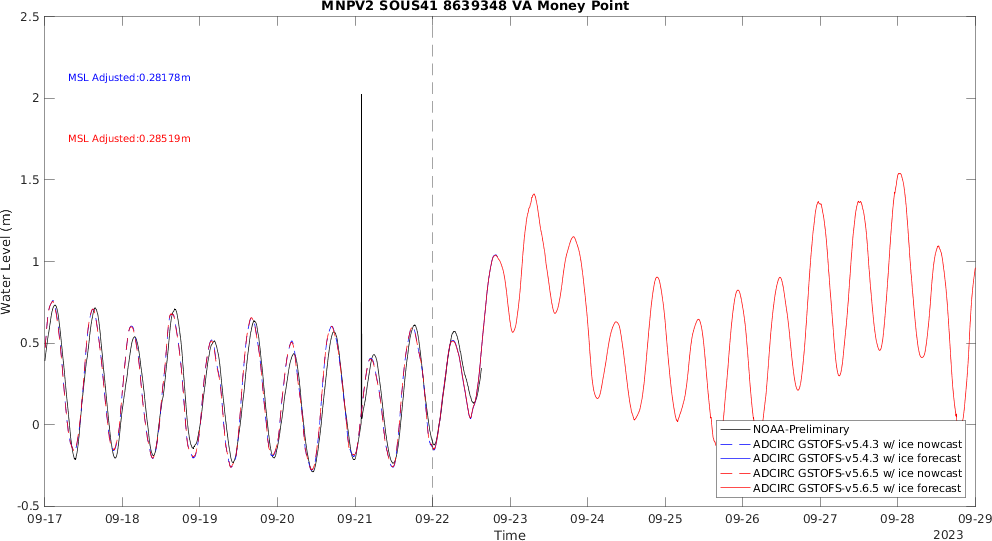 MNPV2 SOUS41 8639348 VA Money Point
2.5
MSL Adjusted:0.28178m
2
MSL Adjusted:0.28519m
1.5
Water Level (m)
1
0.5
0
NOAA-Preliminary
ADCIRC GSTOFS-v5.4.3 w/ ice nowcast
ADCIRC GSTOFS-v5.4.3 w/ ice forecast
ADCIRC GSTOFS-v5.6.5 w/ ice nowcast
ADCIRC GSTOFS-v5.6.5 w/ ice forecast
-0.5
09-17 09-18 09-19 09-20 09-21 09-22 09-23 09-24 09-25 09-26 09-27 09-28 09-29
Time
2023